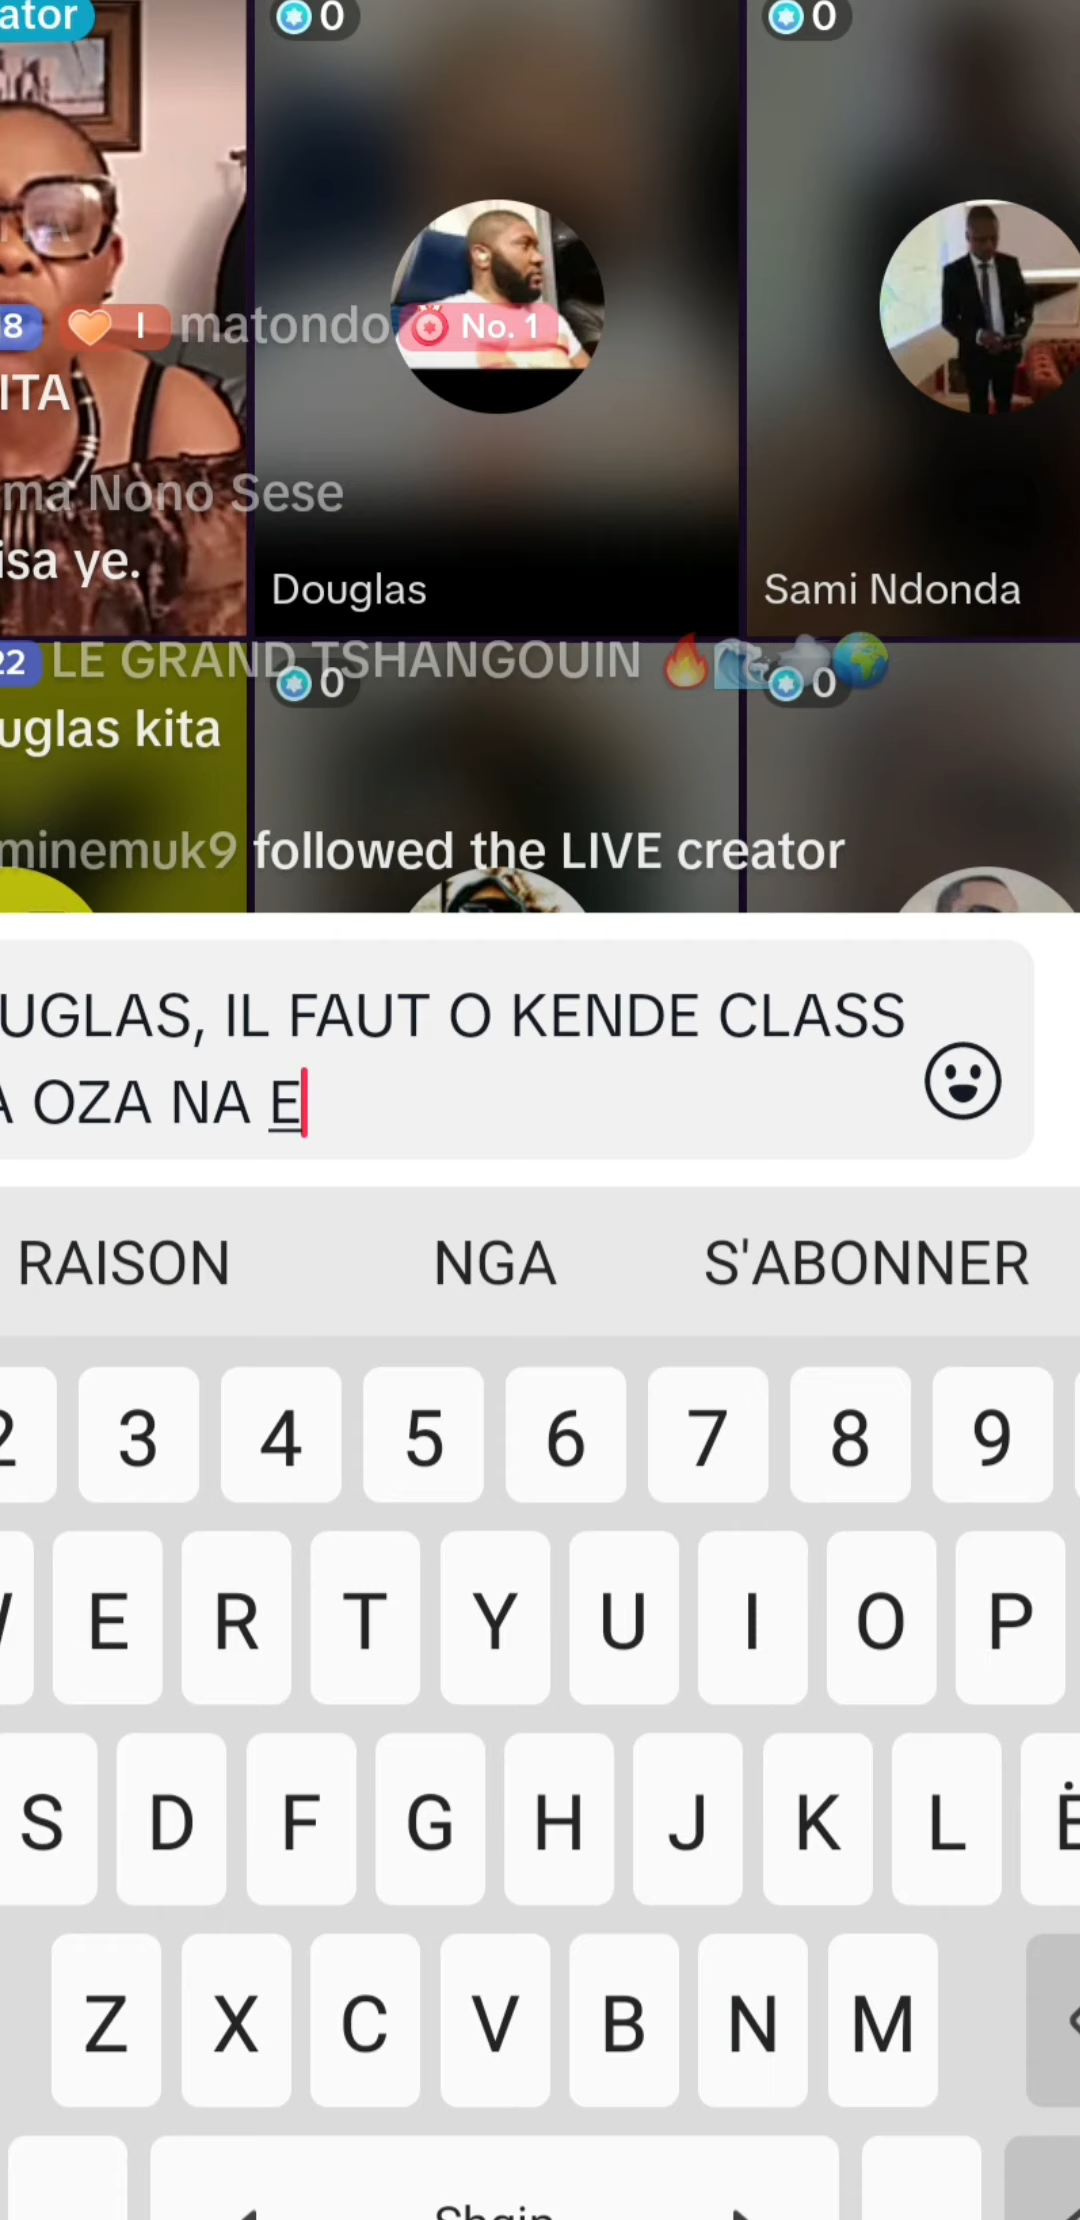 ator
0
0
8
I
matondo
No. 1
ITA
ma Nono Sese
isa ye.
Douglas
Sami Ndonda
22
LE GRAND TSHANGOUIN 🔥🌊☁️🌍
0
0
uglas kita
minemuk9 followed the LIVE creator
UGLAS, IL FAUT O KENDE CLASS
A OZA NA E
RAISON
NGA
S'ABONNER
2 3 4 5 6 7 8 9
E R T Y U I O P
S D F G H J K L Ë
Z X C V B N M
Shqip